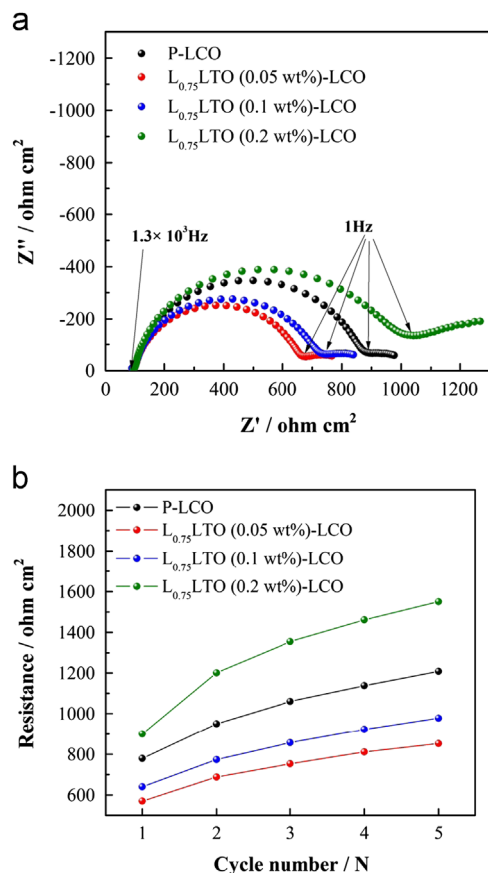 a
-1200
-1000
-800
-600
-400
-200
0
Z'' / ohm cm²
P-LCO
L₀.₇₅LTO (0.05 wt%)-LCO
L₀.₇₅LTO (0.1 wt%)-LCO
L₀.₇₅LTO (0.2 wt%)-LCO
1.3× 10³Hz
1Hz
0 200 400 600 800 1000 1200
Z' / ohm cm²
b
2000
1800
1600
1400
1200
1000
800
600
Resistance / ohm cm²
P-LCO
L₀.₇₅LTO (0.05 wt%)-LCO
L₀.₇₅LTO (0.1 wt%)-LCO
L₀.₇₅LTO (0.2 wt%)-LCO
1 2 3 4 5
Cycle number / N